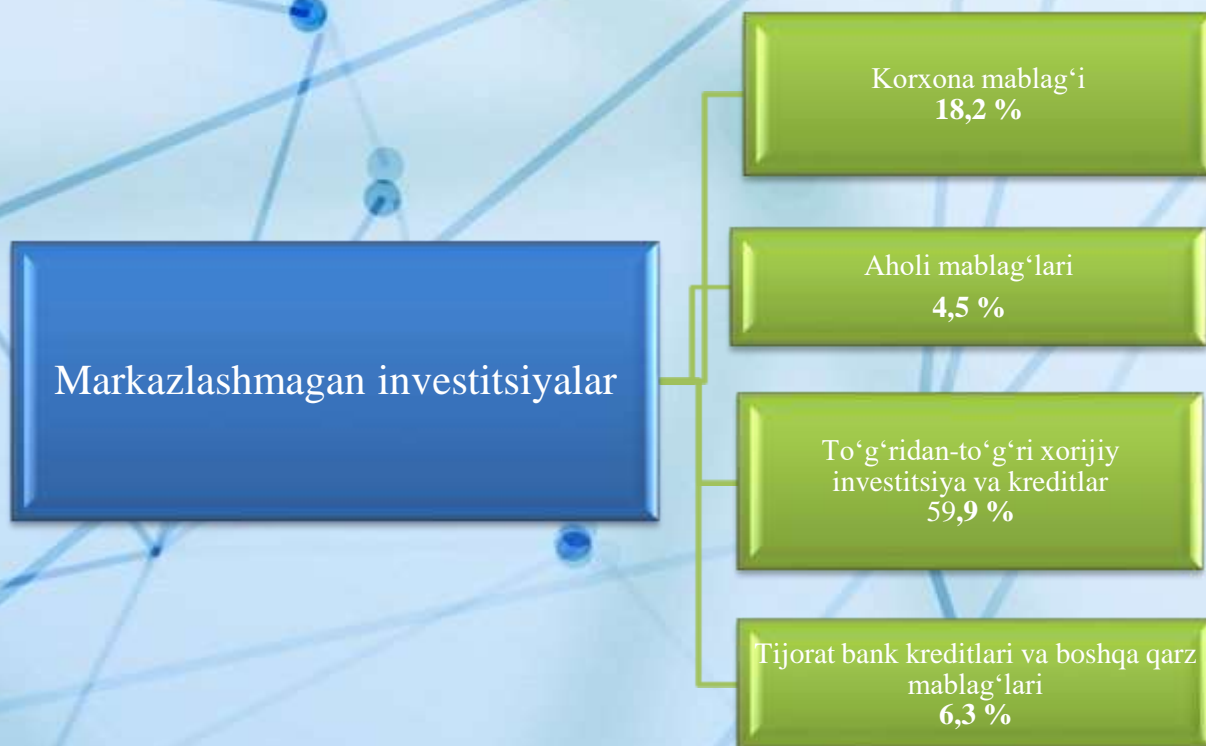 Korxona mablag‘i
18,2 %
Aholi mablag‘lari
4,5 %
Markazlashmagan investitsiyalar
To‘g‘ridan-to‘g‘ri xorijiy
investitsiya va kreditlar
59,9 %
Tijorat bank kreditlari va boshqa qarz
mablag‘lari
6,3 %